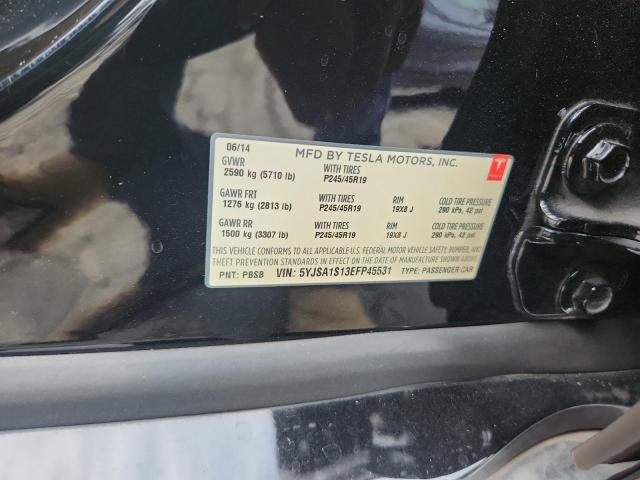 06/14 MFD BY TESLA MOTORS, INC.
GVWR WITH TIRES
2590 kg (5710 lb) P245/45R19
GAWR FRT WITH TIRES RIM COLD TIRE PRESSURE
1276 kg (2813 lb) P245/45R19 19X8 J 290 kPa, 42 psi
GAWR RR WITH TIRES RIM COLD TIRE PRESSURE
1500 kg (3307 lb) P245/45R19 19X8 J 290 kPa, 42 psi
THIS VEHICLE CONFORMS TO ALL APPLICABLE U.S. FEDERAL MOTOR VEHICLE SAFETY, BUMPER, AND
THEFT PREVENTION STANDARDS IN EFFECT ON THE DATE OF MANUFACTURE SHOWN ABOVE.
PNT: PBSB VIN: 5YJSA1S13EFP45531 TYPE: PASSENGER CAR